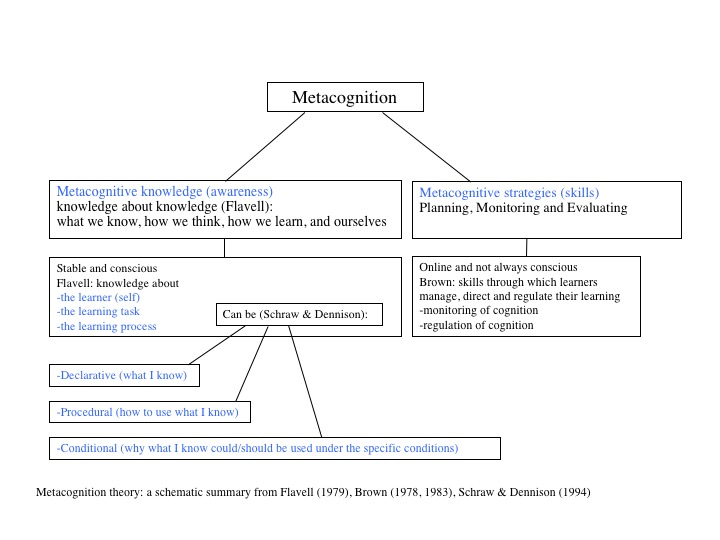 Metacognition
Metacognitive knowledge (awareness)
knowledge about knowledge (Flavell):
what we know, how we think, how we learn, and ourselves
Metacognitive strategies (skills)
Planning, Monitoring and Evaluating
Stable and conscious
Flavell: knowledge about
-the learner (self)
-the learning task
-the learning process
Can be (Schraw & Dennison):
Online and not always conscious
Brown: skills through which learners
manage, direct and regulate their learning
-monitoring of cognition
-regulation of cognition
-Declarative (what I know)
-Procedural (how to use what I know)
-Conditional (why what I know could/should be used under the specific conditions)
Metacognition theory: a schematic summary from Flavell (1979), Brown (1978, 1983), Schraw & Dennison (1994)